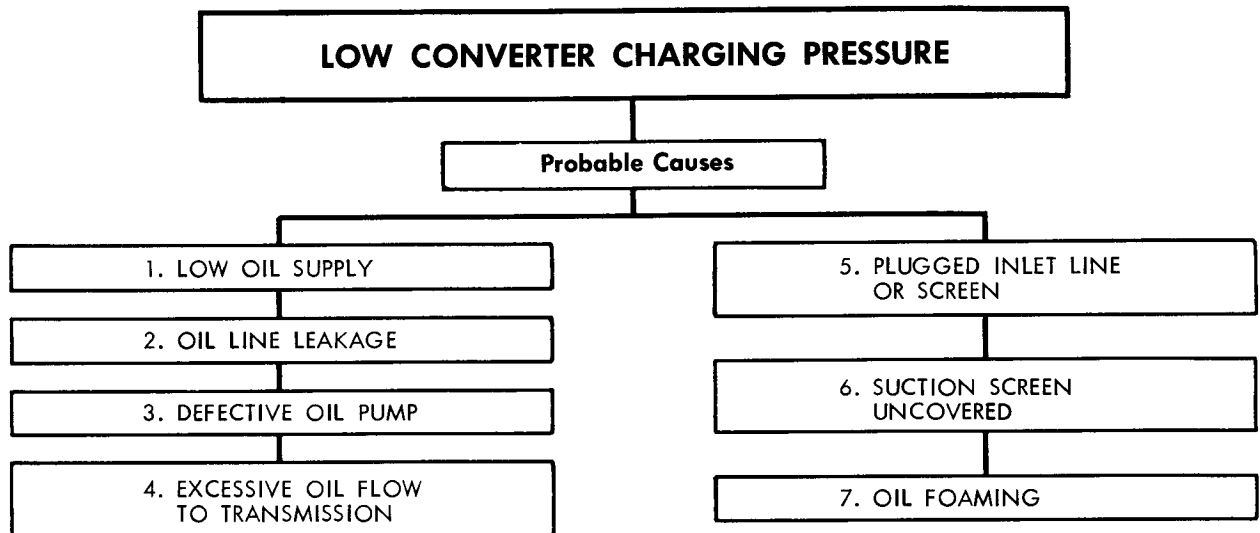 LOW CONVERTER CHARGING PRESSURE
Probable Causes
1. LOW OIL SUPPLY
2. OIL LINE LEAKAGE
3. DEFECTIVE OIL PUMP
4. EXCESSIVE OIL FLOW
TO TRANSMISSION
5. PLUGGED INLET LINE
OR SCREEN
6. SUCTION SCREEN
UNCOVERED
7. OIL FOAMING